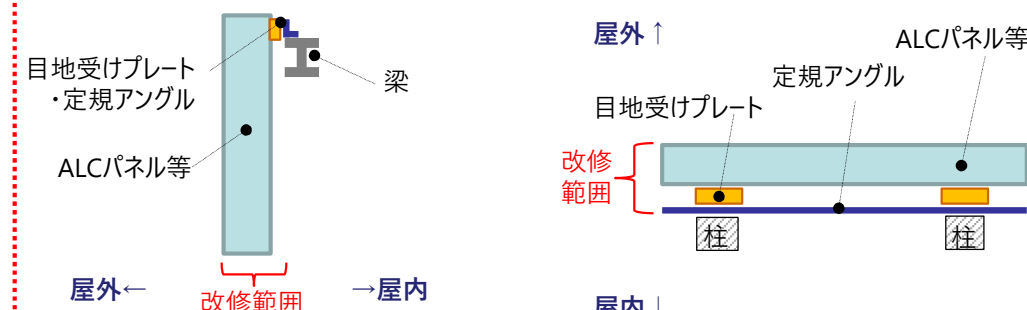 目地受けプレート
・定規アングル
梁
ALCパネル等
屋外←
改修範囲
→屋内
屋外↑
ALCパネル等
定規アングル
目地受けプレート
改修
範囲
柱
柱
屋内↓